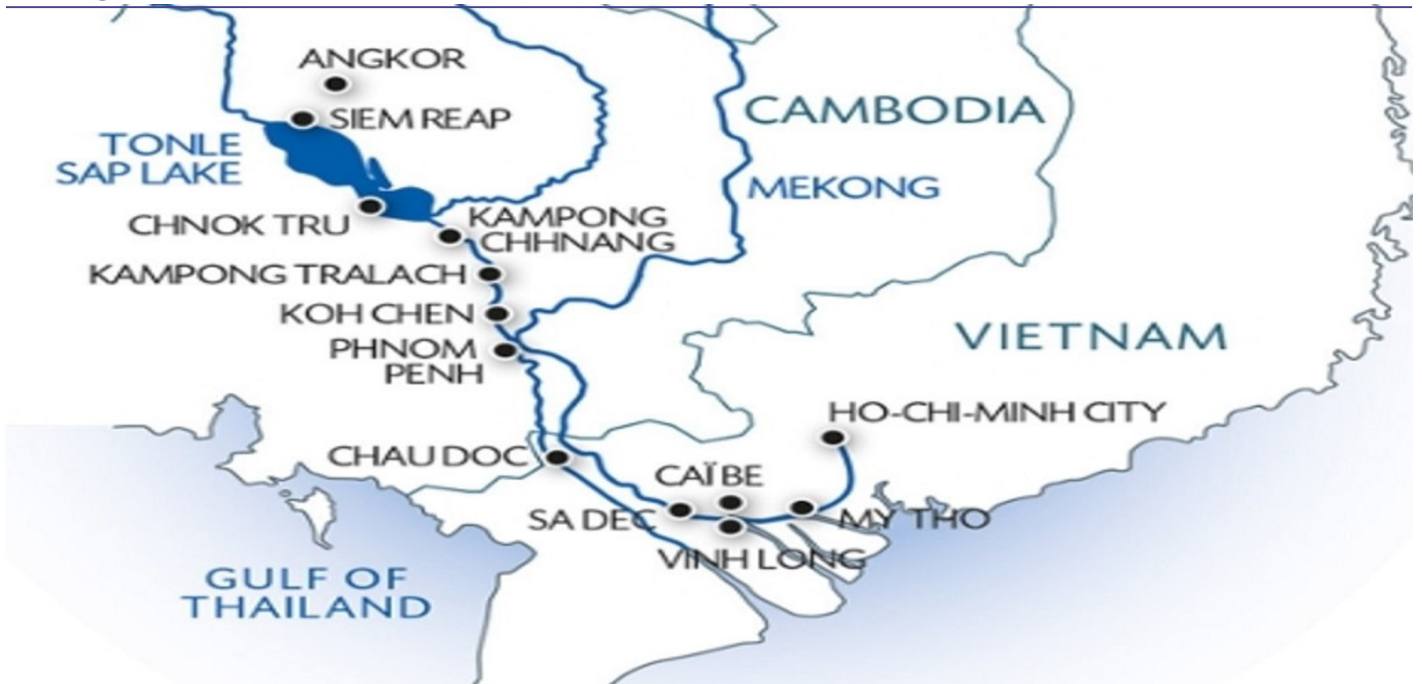 ANGKOR
SIEM REAP
CAMBODIA
TONLE
SAP LAKE
MEKONG
CHNOK TRU
KAMPONG
CHHNANG
KAMPONG TRALACH
KOH CHEN
PHNOM
PENH
VIETNAM
HO-CHI-MINH CITY
CHAU DOC
CAÏ BE
SA DEC
MY THO
VINH LONG
GULF OF
THAILAND